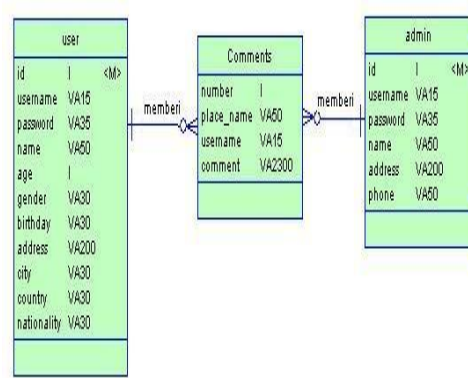 user
id I <M>
username VA15
password VA35
name VA50
age I
gender VA30
birthday VA30
address VA200
city VA30
country VA30
nationality VA30
memberi
Comments
number I
place_name VA50
username VA15
comment VA2300
memberi
admin
id I <M>
username VA15
password VA35
name VA50
address VA200
phone VA50